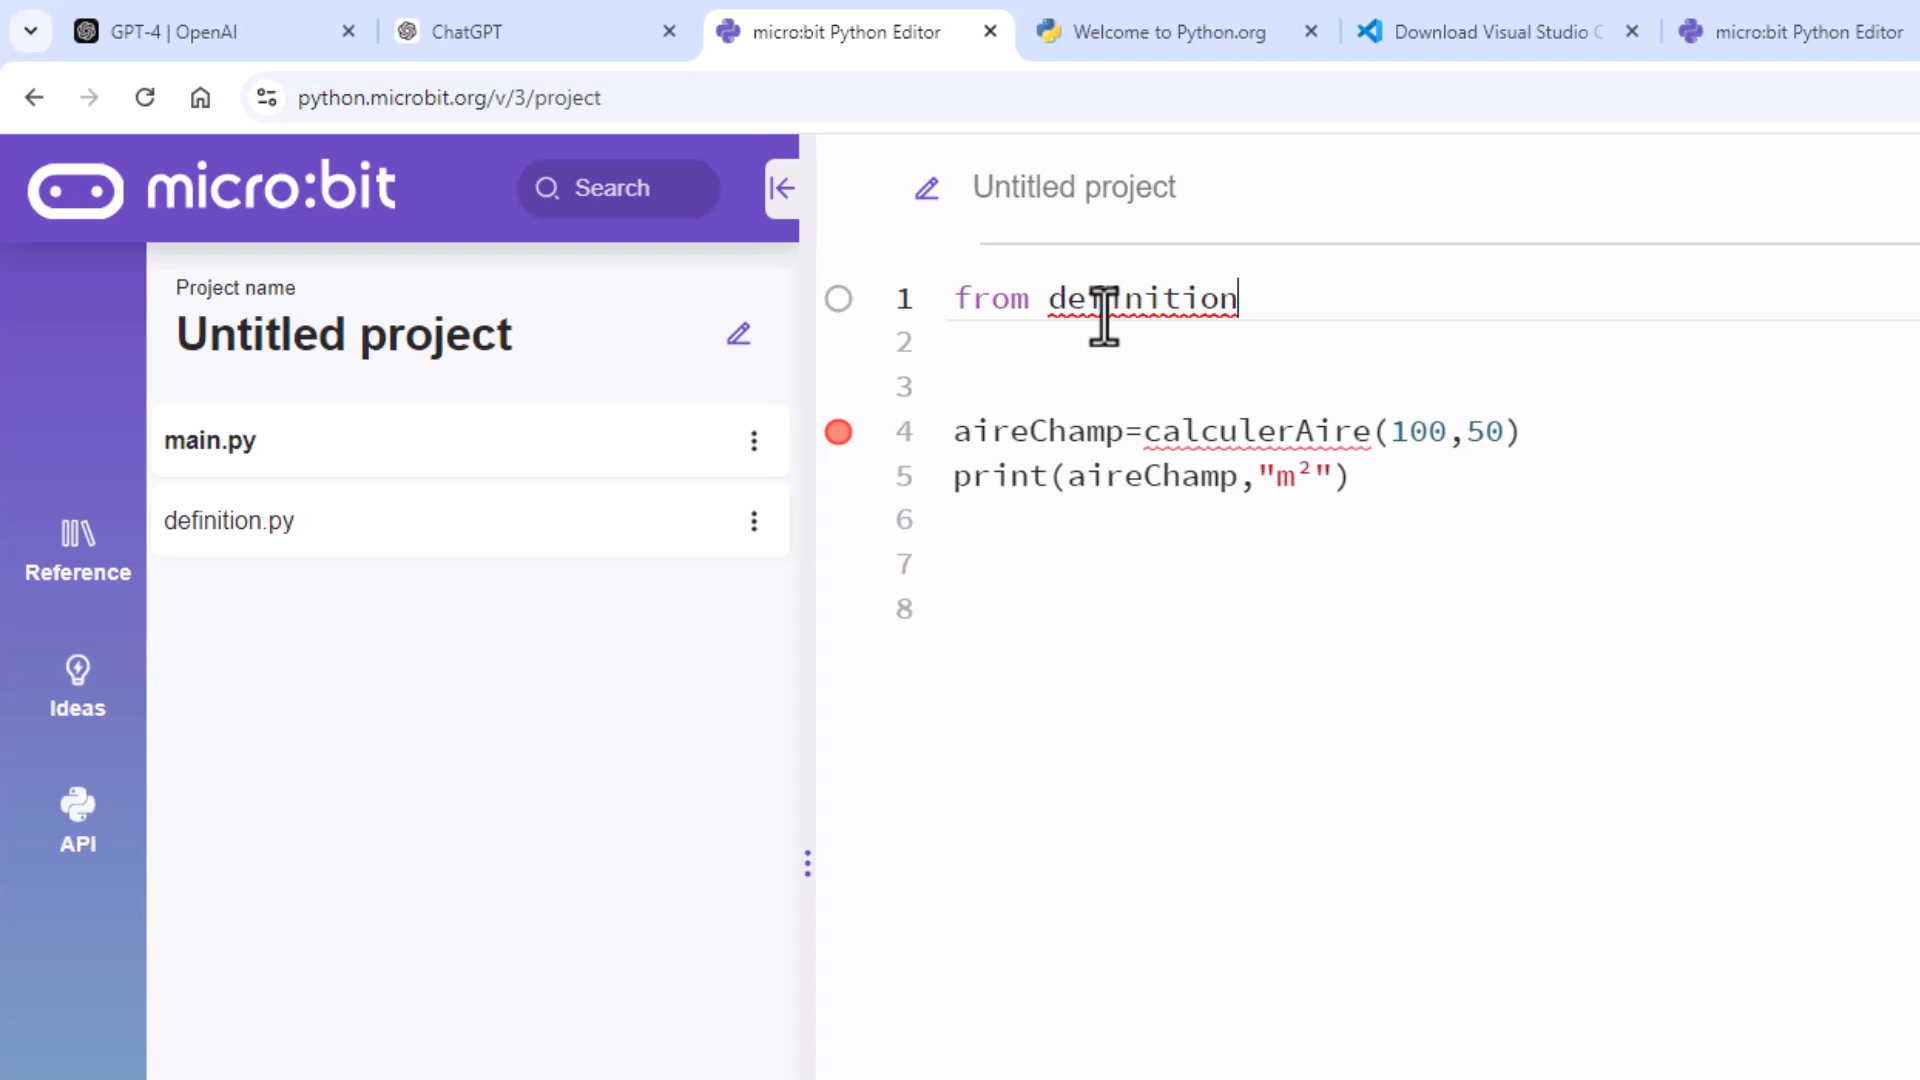 GPT-4 | OpenAI
ChatGPT
micro:bit Python Editor
Welcome to Python.org
Download Visual Studio C
micro:bit Python Editor
python.microbit.org/v/3/project
micro:bit
Search
Untitled project
Project name
Untitled project
main.py
definition.py
Reference
Ideas
API
1 from definition
2
3
4 aireChamp=calculerAire(100,50)
5 print(aireChamp,"m²")
6
7
8